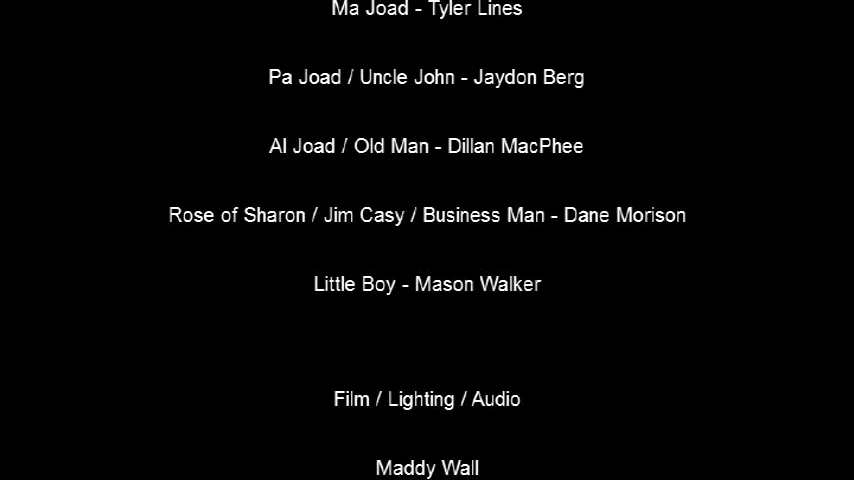 Ma Joad - Tyler Lines
Pa Joad / Uncle John - Jaydon Berg
Al Joad / Old Man - Dillan MacPhee
Rose of Sharon / Jim Casy / Business Man - Dane Morison
Little Boy - Mason Walker
Film / Lighting / Audio
Maddy Wall